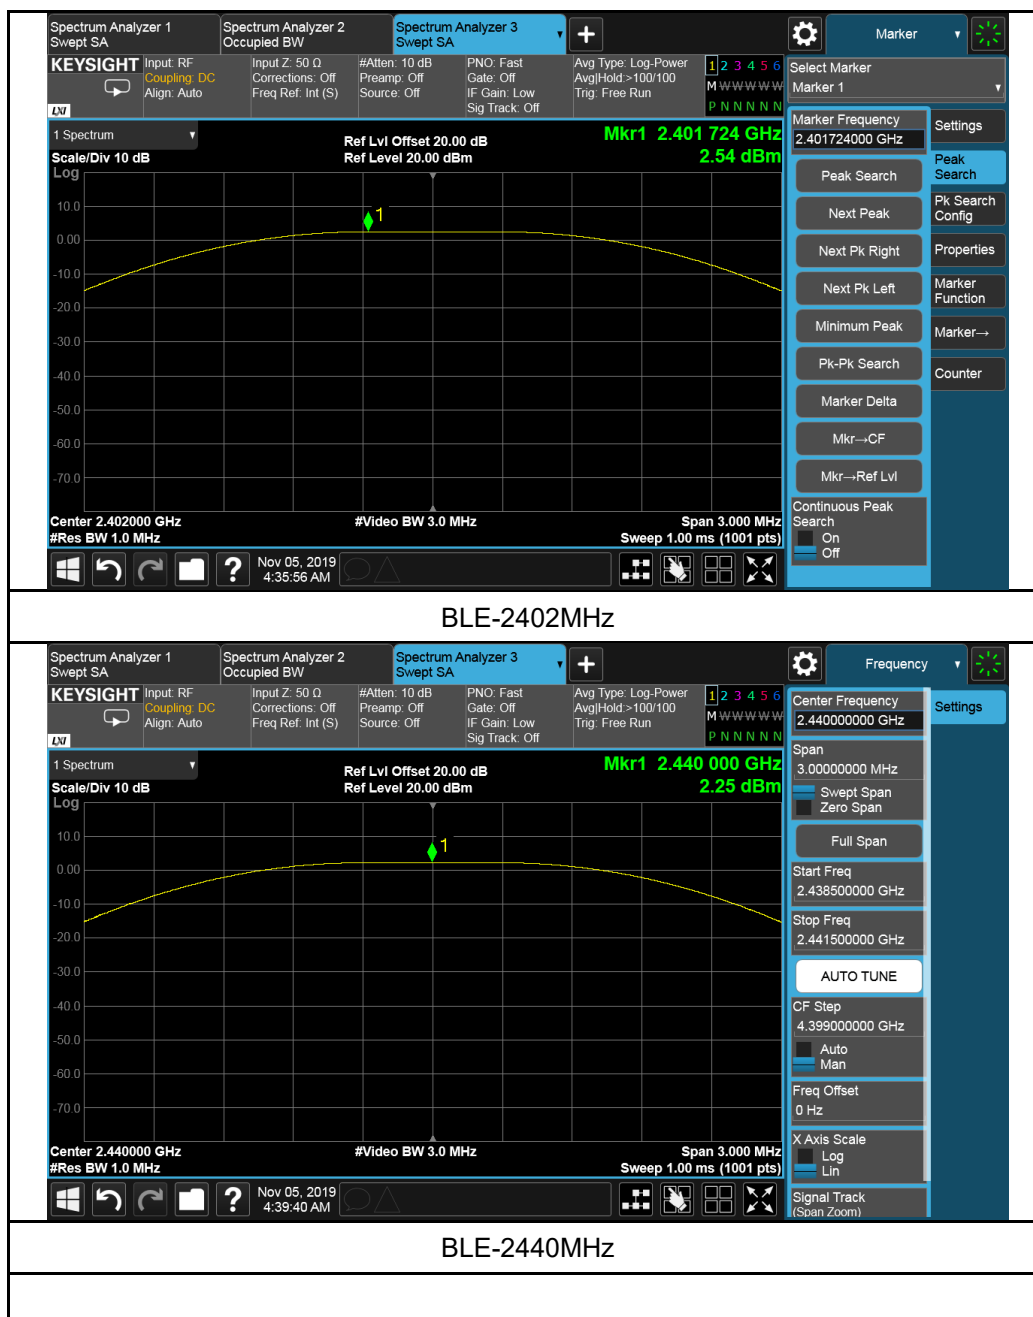 Spectrum Analyzer 1
Swept SA
Spectrum Analyzer 2
Occupied BW
Spectrum Analyzer 3
Swept SA
Marker
KEYSIGHT
LXI
Input: RF
Coupling: DC
Align: Auto
Input Z: 50 Ω
Corrections: Off
Freq Ref: Int (S)
#Atten: 10 dB
Preamp: Off
Source: Off
PNO: Fast
Gate: Off
IF Gain: Low
Sig Track: Off
Avg Type: Log-Power
Avg|Hold:>100/100
Trig: Free Run
1 2 3 4 5 6
M W W W W W
P N N N N N
Select Marker
Marker 1
1 Spectrum
Scale/Div 10 dB
Log
Ref Lvl Offset 20.00 dB
Ref Level 20.00 dBm
Mkr1 2.401 724 GHz
2.54 dBm
1
10.0
0.00
-10.0
-20.0
-30.0
-40.0
-50.0
-60.0
-70.0
Center 2.402000 GHz
#Res BW 1.0 MHz
#Video BW 3.0 MHz
Span 3.000 MHz
Sweep 1.00 ms (1001 pts)
Marker Frequency
2.401724000 GHz
Peak Search
Next Peak
Next Pk Right
Next Pk Left
Minimum Peak
Pk-Pk Search
Marker Delta
Mkr→CF
Mkr→Ref Lvl
Continuous Peak
Search
On
Off
Settings
Peak
Search
Pk Search
Config
Properties
Marker
Function
Marker→
Counter
?
Nov 05, 2019
4:35:56 AM
BLE-2402MHz
Spectrum Analyzer 1
Swept SA
Spectrum Analyzer 2
Occupied BW
Spectrum Analyzer 3
Swept SA
Frequency
KEYSIGHT
LXI
Input: RF
Coupling: DC
Align: Auto
Input Z: 50 Ω
Corrections: Off
Freq Ref: Int (S)
#Atten: 10 dB
Preamp: Off
Source: Off
PNO: Fast
Gate: Off
IF Gain: Low
Sig Track: Off
Avg Type: Log-Power
Avg|Hold:>100/100
Trig: Free Run
1 2 3 4 5 6
M W W W W W
P N N N N N
1 Spectrum
Scale/Div 10 dB
Log
Ref Lvl Offset 20.00 dB
Ref Level 20.00 dBm
Mkr1 2.440 000 GHz
2.25 dBm
1
10.0
0.00
-10.0
-20.0
-30.0
-40.0
-50.0
-60.0
-70.0
Center 2.440000 GHz
#Res BW 1.0 MHz
#Video BW 3.0 MHz
Span 3.000 MHz
Sweep 1.00 ms (1001 pts)
Center Frequency
2.440000000 GHz
Span
3.00000000 MHz
Swept Span
Zero Span
Full Span
Start Freq
2.438500000 GHz
Stop Freq
2.441500000 GHz
AUTO TUNE
CF Step
4.399000000 GHz
Auto
Man
Freq Offset
0 Hz
X Axis Scale
Log
Lin
Signal Track
(Span Zoom)
Settings
?
Nov 05, 2019
4:39:40 AM
BLE-2440MHz